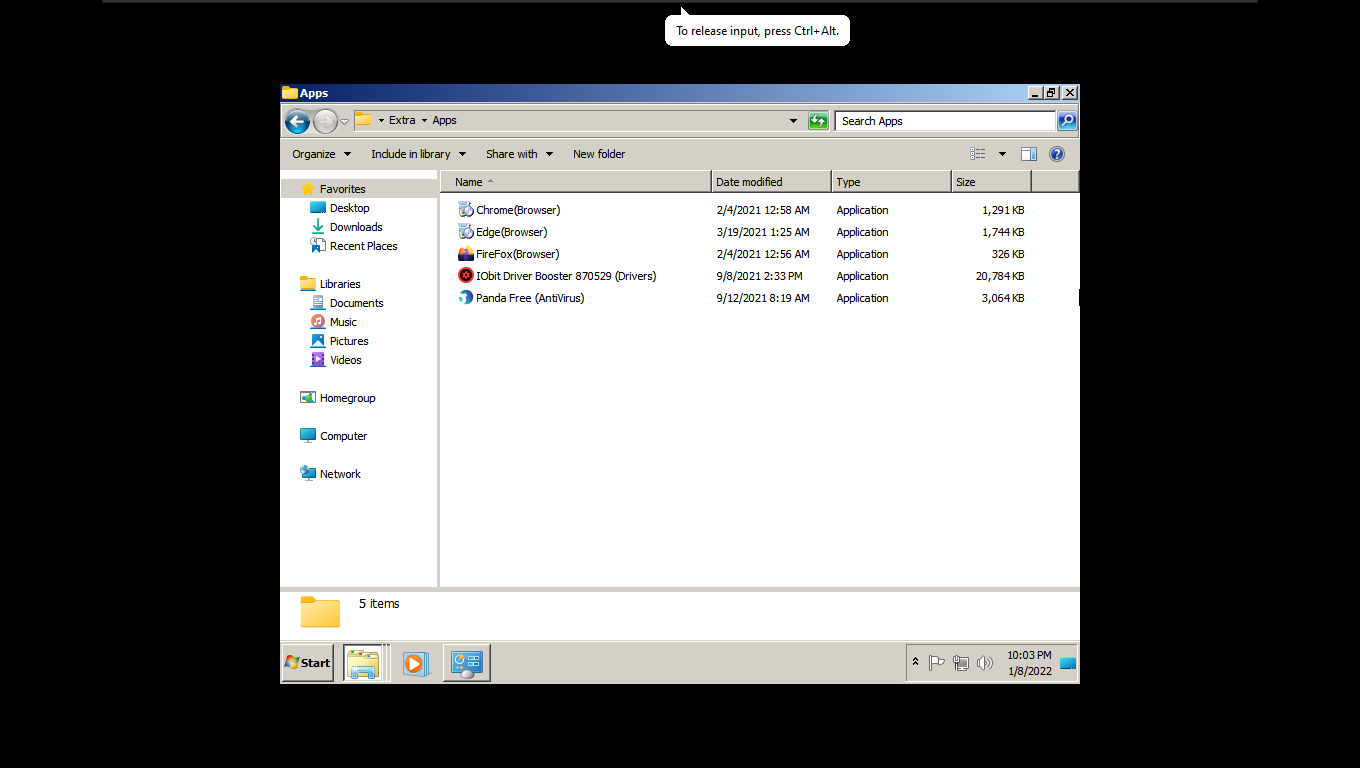 To release input, press Ctrl+Alt.
Apps
Extra Apps
Search Apps
Organize Include in library Share with New folder
Name Date modified Type Size
Favorites
Desktop
Downloads
Recent Places
Libraries
Documents
Music
Pictures
Videos
Homegroup
Computer
Network
Chrome(Browser) 2/4/2021 12:58 AM Application 1,291 KB
Edge(Browser) 3/19/2021 1:25 AM Application 1,744 KB
FireFox(Browser) 2/4/2021 12:56 AM Application 326 KB
IObit Driver Booster 870529 (Drivers) 9/8/2021 2:33 PM Application 20,784 KB
Panda Free (AntiVirus) 9/12/2021 8:19 AM Application 3,064 KB
5 items
Start
10:03 PM
1/8/2022